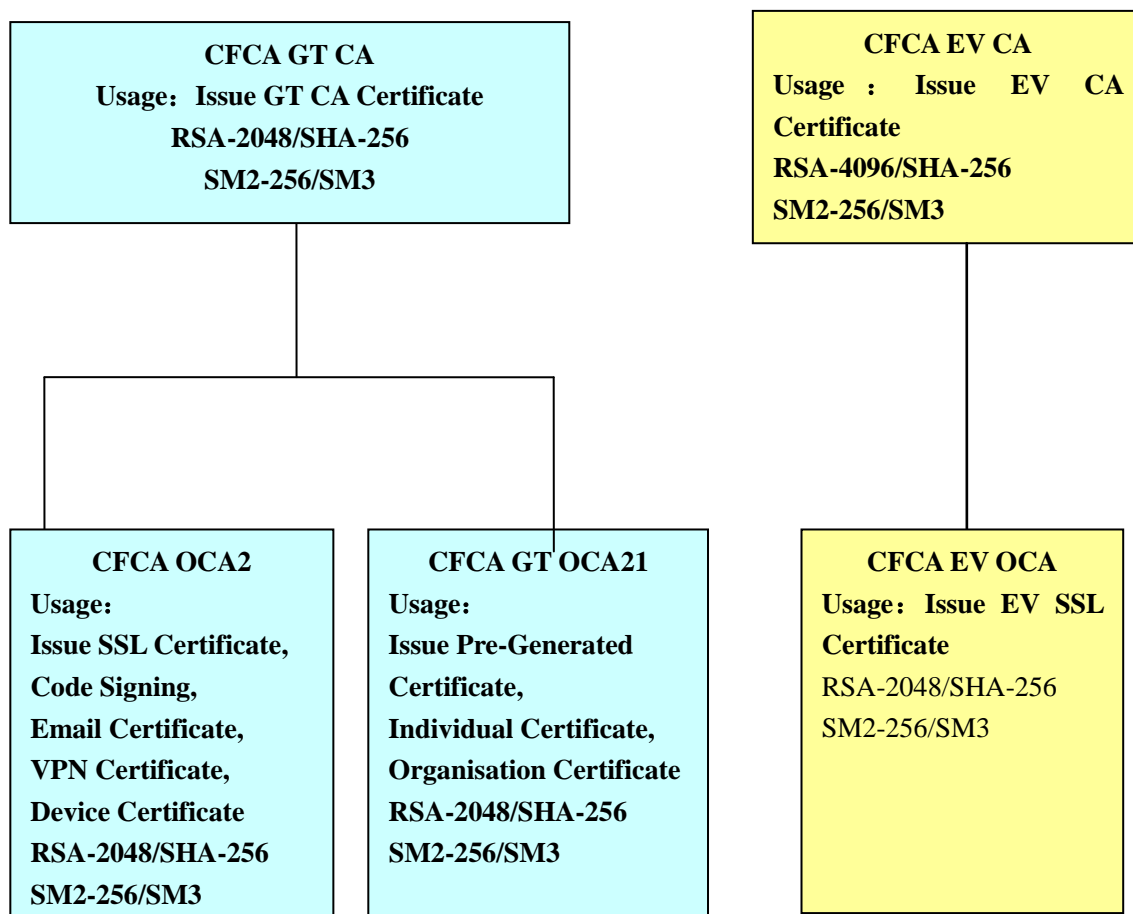 CFCA GT CA
Usage：Issue GT CA Certificate
RSA-2048/SHA-256
SM2-256/SM3
CFCA EV CA
Usage : Issue EV CA
Certificate
RSA-4096/SHA-256
SM2-256/SM3
CFCA OCA2
Usage：
Issue SSL Certificate,
Code Signing,
Email Certificate,
VPN Certificate,
Device Certificate
RSA-2048/SHA-256
SM2-256/SM3
CFCA GT OCA21
Usage：
Issue Pre-Generated
Certificate,
Individual Certificate,
Organisation Certificate
RSA-2048/SHA-256
SM2-256/SM3
CFCA EV OCA
Usage：Issue EV SSL
Certificate
RSA-2048/SHA-256
SM2-256/SM3